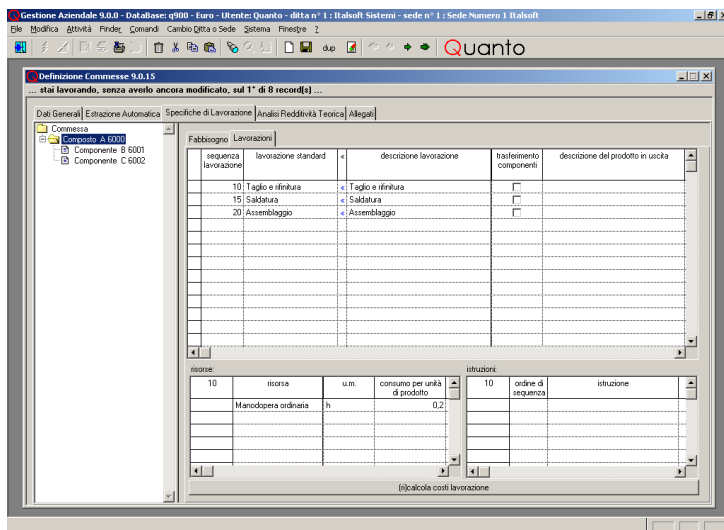 Gestione Aziendale 9.0.0 - DataBase: q900 - Euro - Utente: Quanto - ditta n° 1 : Italsoft Sistemi - sede n° 1 : Sede Numero 1 Italsoft
File Modifica Attività Finder Comandi Cambio Ditta o Sede Sistema Finestre ?
dup Quanto
Definizione Commesse 9.0.15
... stai lavorando, senza averlo ancora modificato, sul 1° di 8 record(s) ...
Dati Generali Estrazione Automatica Specifiche di Lavorazione Analisi Redditività Teorica Allegati
Commessa
Composto A 6000
Componente B 6001
Componente C 6002
Fabbisogno Lavorazioni
sequenza lavorazione lavorazione standard « descrizione lavorazione trasferimento componenti descrizione del prodotto in uscita
10 Taglio e rifinitura « Taglio e rifinitura
15 Saldatura « Saldatura
20 Assemblaggio « Assemblaggio
risorse: istruzioni:
10 risorsa u.m. consumo per unità di prodotto 10 ordine di sequenza istruzione
Manodopera ordinaria h 0,2
(ri)calcola costi lavorazione